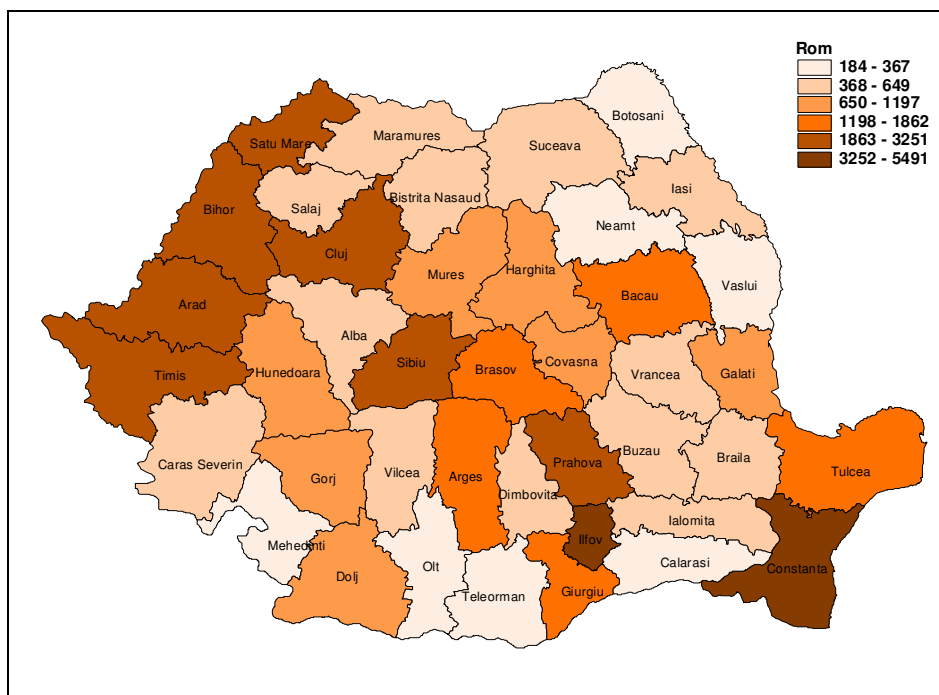 Rom
184 - 367
368 - 649
650 - 1197
1198 - 1862
1863 - 3251
3252 - 5491
Botosani
Maramures
Satu Mare
Suceava
Iasi
Bistrita Nasaud
Salaj
Bihor
Neamt
Cluj
Harghita
Mures
Vaslui
Bacau
Arad
Alba
Sibiu
Covasna
Brasov
Timis
Hunedoara
Vrancea
Galati
Buzau
Braila
Caras Severin
Prahova
Vilcea
Tulcea
Gorj
Arges
Dimbovita
Ialomita
Ilfov
Mehedinti
Calarasi
Constanta
Olt
Dolj
Giurgiu
Teleorman